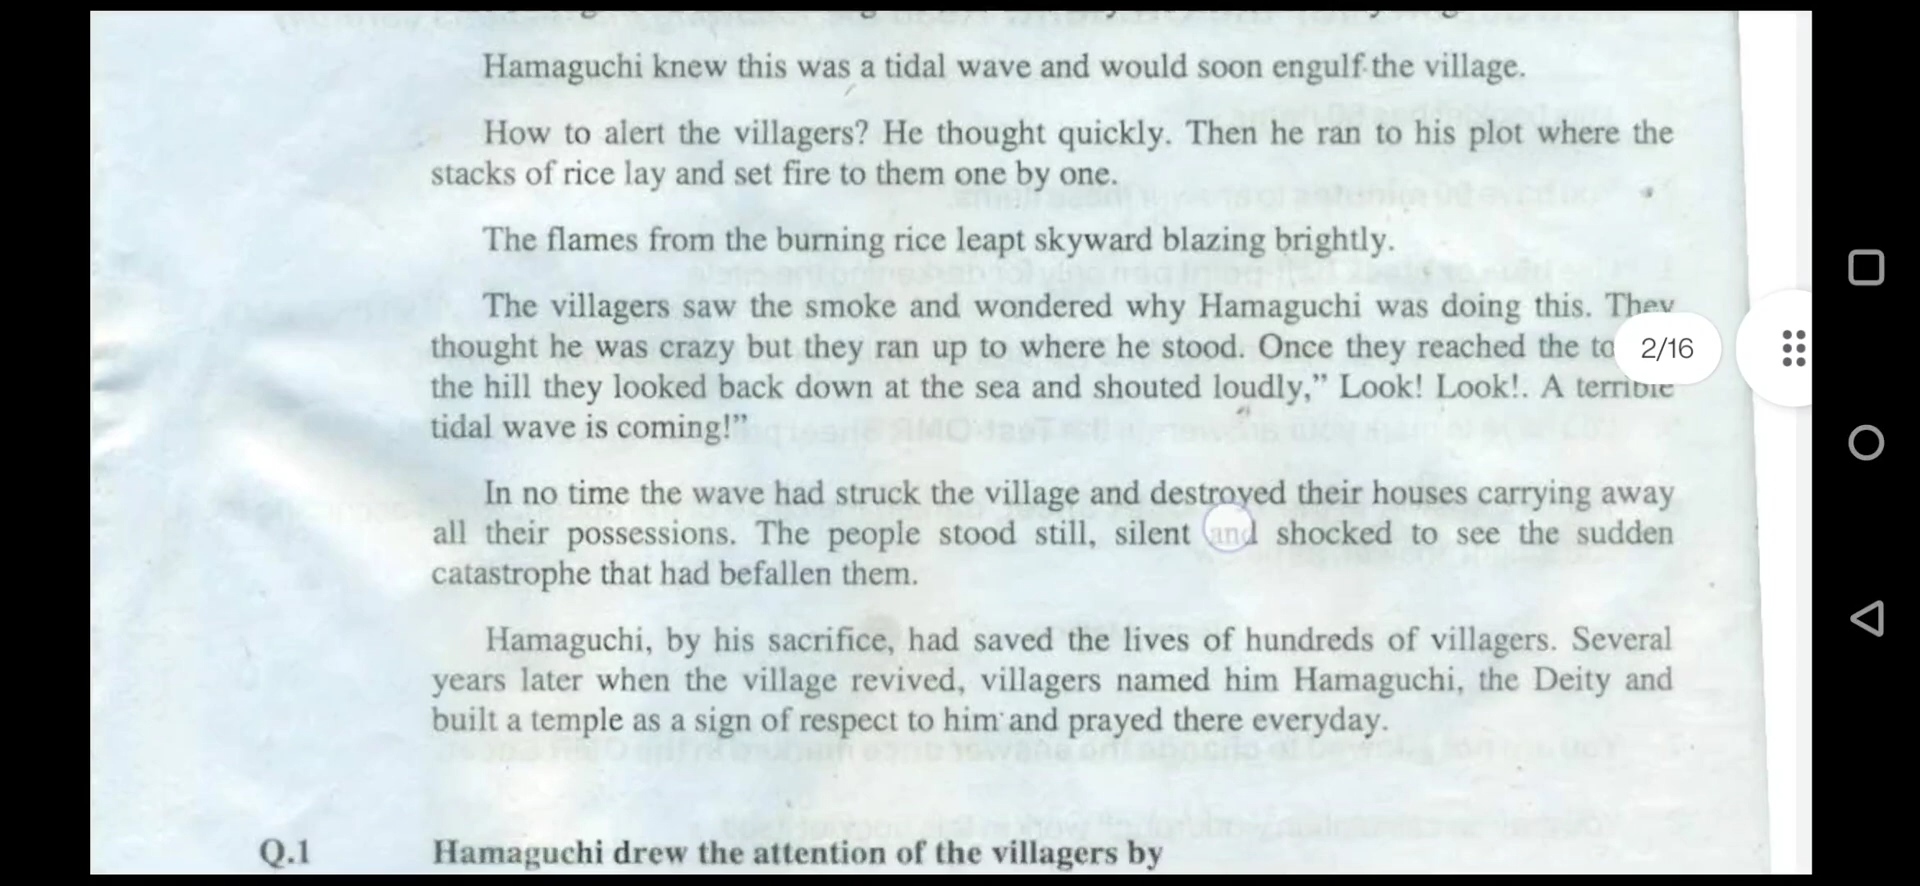 Hamaguchi knew this was a tidal wave and would soon engulf the village.
How to alert the villagers? He thought quickly. Then he ran to his plot where the
stacks of rice lay and set fire to them one by one.
The flames from the burning rice leapt skyward blazing brightly.
The villagers saw the smoke and wondered why Hamaguchi was doing this. They
thought he was crazy but they ran up to where he stood. Once they reached the
2/16
the hill they looked back down at the sea and shouted loudly,” Look! Look!. A terrible
tidal wave is coming!”
In no time the wave had struck the village and destroyed their houses carrying away
all their possessions. The people stood still, silent and shocked to see the sudden
catastrophe that had befallen them.
Hamaguchi, by his sacrifice, had saved the lives of hundreds of villagers. Several
years later when the village revived, villagers named him Hamaguchi, the Deity and
built a temple as a sign of respect to him and prayed there everyday.
Q.1 Hamaguchi drew the attention of the villagers by